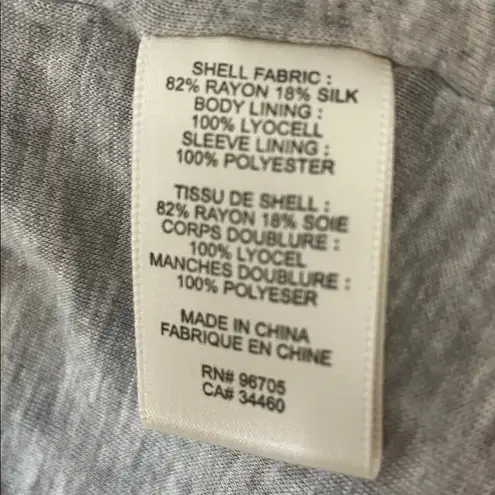 SHELL FABRIC :
82% RAYON 18% SILK
BODY LINING :
100% LYOCELL
SLEEVE LINING :
100% POLYESTER
TISSU DE SHELL :
82% RAYON 18% SOIE
CORPS DOUBLURE :
100% LYOCEL
MANCHES DOUBLURE :
100% POLYESER
MADE IN CHINA
FABRIQUE EN CHINE
RN# 96705
CA# 34460